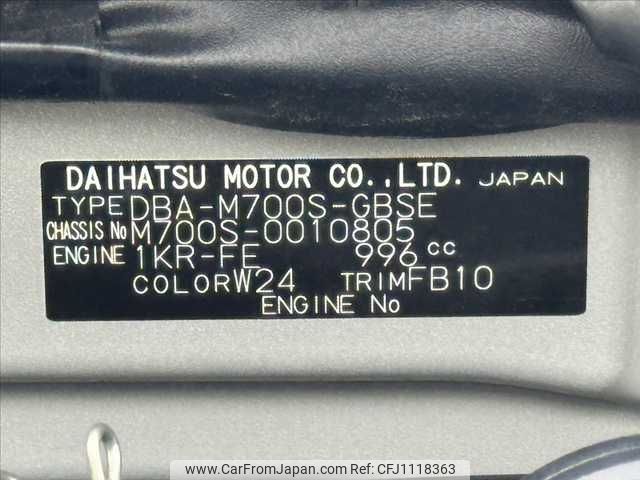 DAIHATSU MOTOR CO.,LTD. JAPAN
TYPE DBA-M700S-GBSE
CHASSIS No M700S-0010805
ENGINE 1KR-FE 996 cc
COLOR W24 TRIM FB10
ENGINE No
www.CarFromJapan.com - CFJ1118363